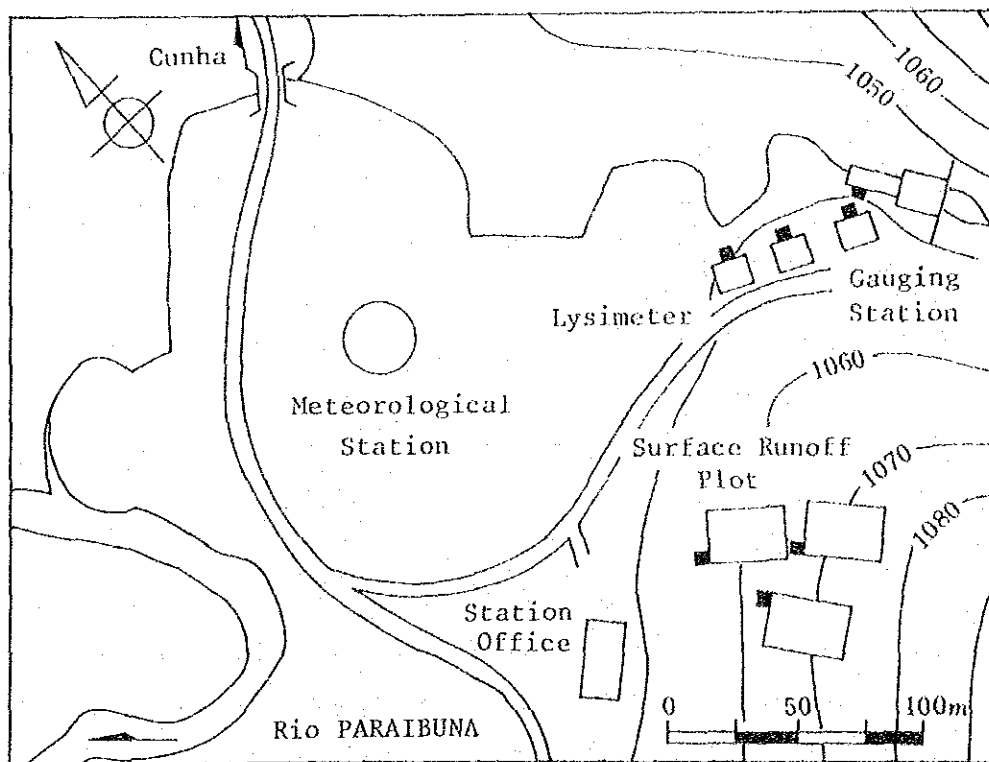 Cunha
1060
1050
Lysimeter
Gauging
Station
Meteorological
Station
1060
Surface Runoff
Plot
1070
1080
Station
Office
0 50 100m
Rio PARAIBUNA